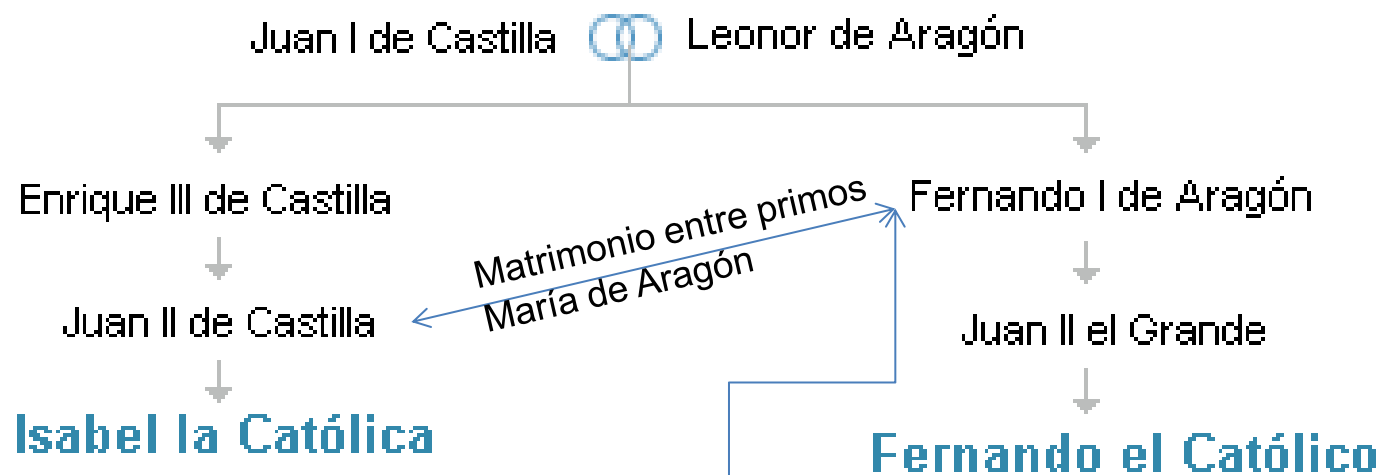 Juan I de Castilla Leonor de Aragón
Enrique III de Castilla
Fernando I de Aragón
Matrimonio entre primos
María de Aragón
Juan II de Castilla
Juan II el Grande
Isabel la Católica
Fernando el Católico